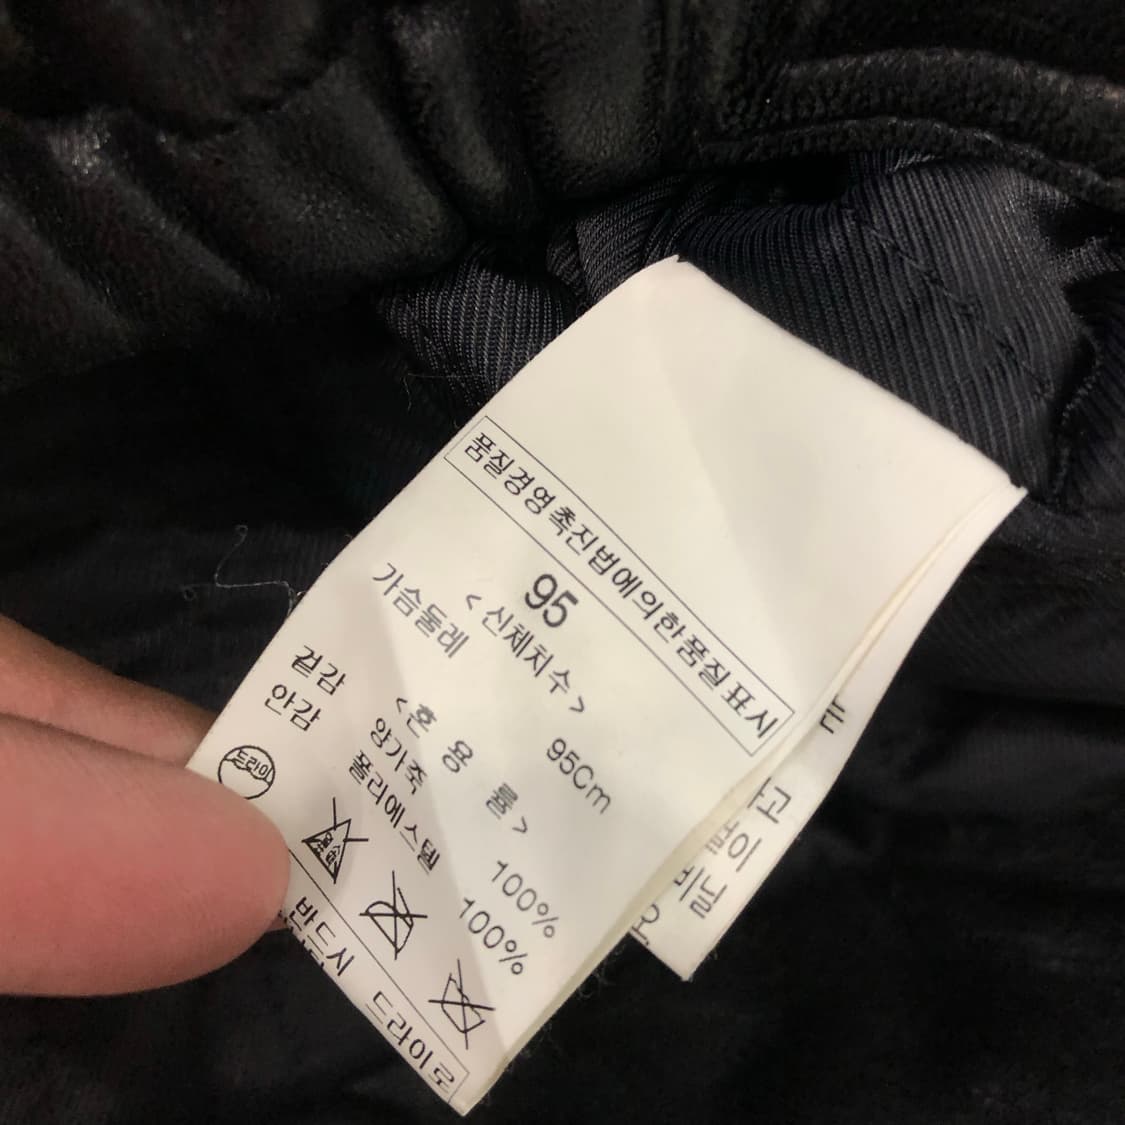 품질경영촉진법에의한품질표시
95
<신체치수>
가슴둘레 95Cm
<혼 용 률>
겉감 양가죽 100%
안감 폴리에스텔 100%
드라이
반드시 드라이로